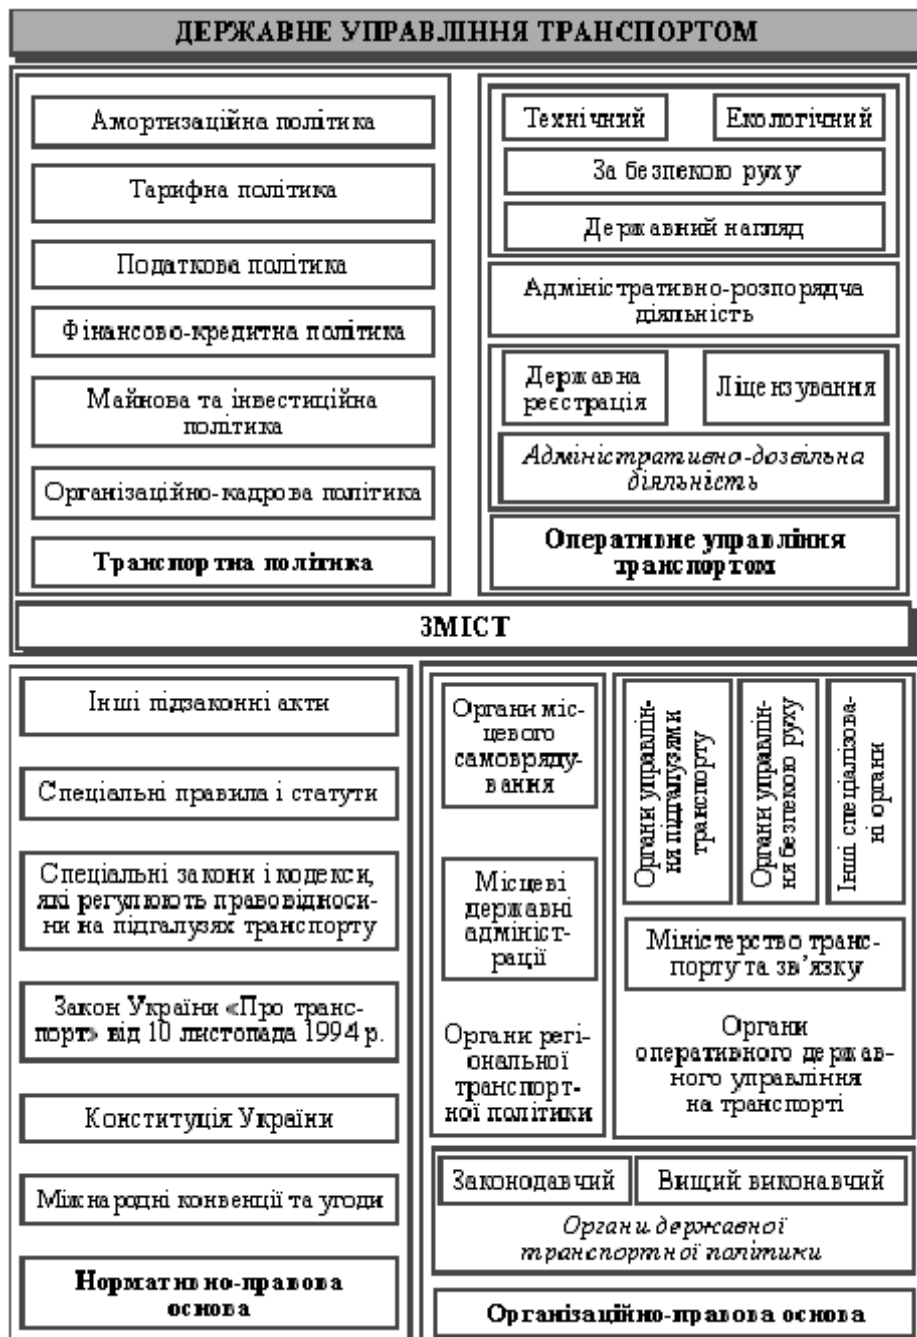 ДЕРЖАВНЕ УПРАВЛІННЯ ТРАНСПОРТОМ
Амортизаційна політика
Тарифна політика
Податкова політика
Фінансово-кредитна політика
Майнова та інвестиційна
політика
Організаційно-кадрова політика
Транспортна політика
Технічний
Екологічний
За безпекою руху
Державний нагляд
Адміністративно-розпорядча
діяльність
Державна
реєстрація
Ліцензування
Адміністративно-дозвільна
діяльність
Оперативне управління
транспортом
ЗМІСТ
Інші підзаконні акти
Спеціальні правила і статути
Спеціальні закони і кодекси,
які регулюють правовідноси-
ни на підгалузях транспорту
Закон України «Про транс-
порт» від 10 листопада 1994 р.
Конституція України
Міжнародні конвенції та угоди
Нормативно-правова
основа
Органи міс-
цевого
самовряду-
вання
Місцеві
державні
адмініст-
рації
Органи регі-
ональної
транспорт-
ної політики
Органи управлін-
ня підгалузями
транспорту
Органи управлін-
ня безпекою руху
Інші спеціалізова-
ні органи
Міністерство транс-
порту та зв’язку
Органи
оперативного держав-
ного управління
на транспорті
Законодавчий
Вищий виконавчий
Органи державної
транспортної політики
Організаційно-правова основа